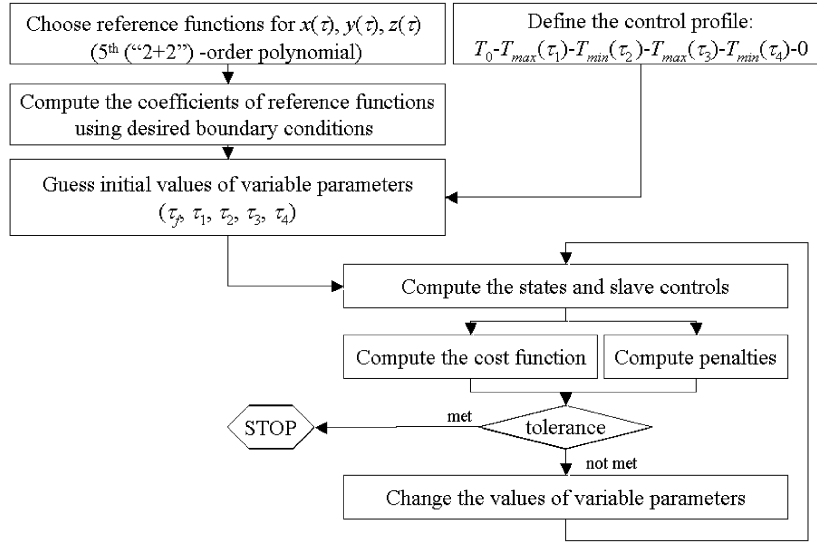 Choose reference functions for x(τ), y(τ), z(τ)
(5th (“2+2”) -order polynomial)
Define the control profile:
T0-Tmax(τ1)-Tmin(τ2)-Tmax(τ3)-Tmin(τ4)-0
Compute the coefficients of reference functions
using desired boundary conditions
Guess initial values of variable parameters
(τf, τ1, τ2, τ3, τ4)
Compute the states and slave controls
Compute the cost function
Compute penalties
STOP
met
tolerance
not met
Change the values of variable parameters